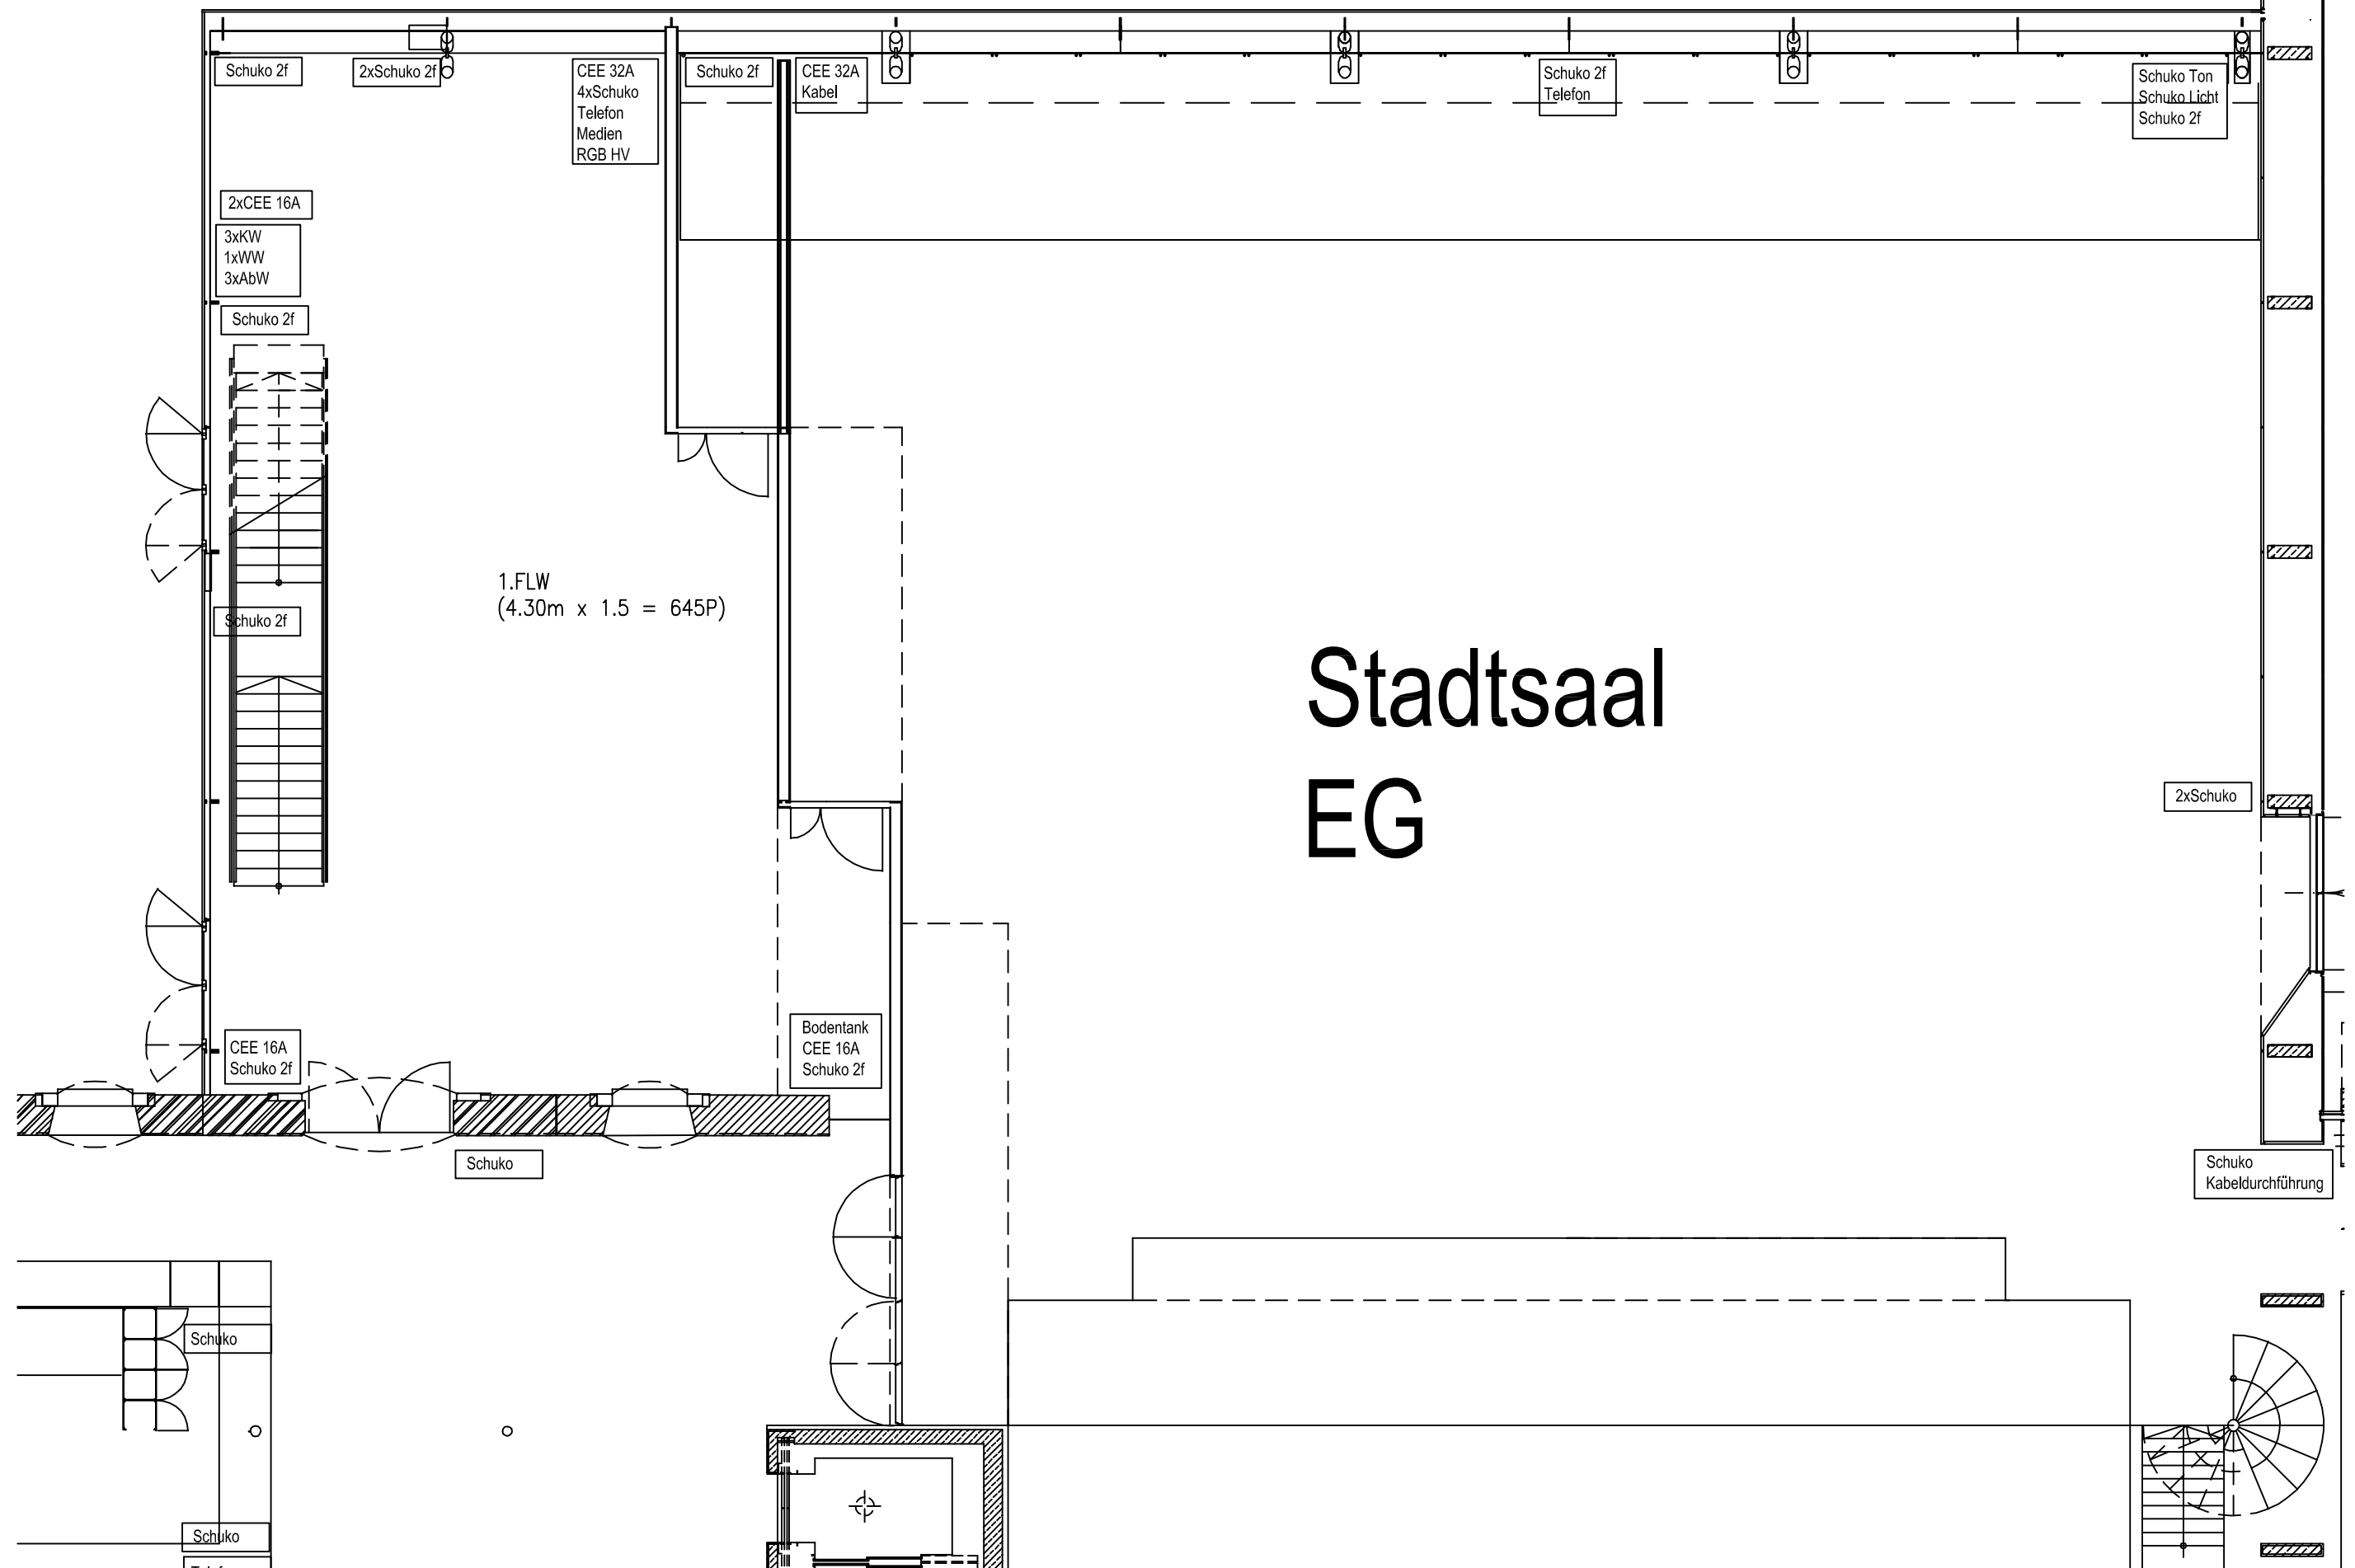 Schuko 2f
2xSchuko 2f
CEE 32A
4xSchuko
Telefon
Medien
RGB HV
Schuko 2f
CEE 32A
Kabel
Schuko 2f
Telefon
Schuko Ton
Schuko Licht
Schuko 2f
2xCEE 16A
3xKW
1xWW
3xAbW
Schuko 2f
1.FLW
(4.30m x 1.5 = 645P)
Schuko 2f
Stadtsaal
EG
2xSchuko
CEE 16A
Schuko 2f
Bodentank
CEE 16A
Schuko 2f
Schuko
Schuko
Kabeldurchführung
Schuko
Schuko